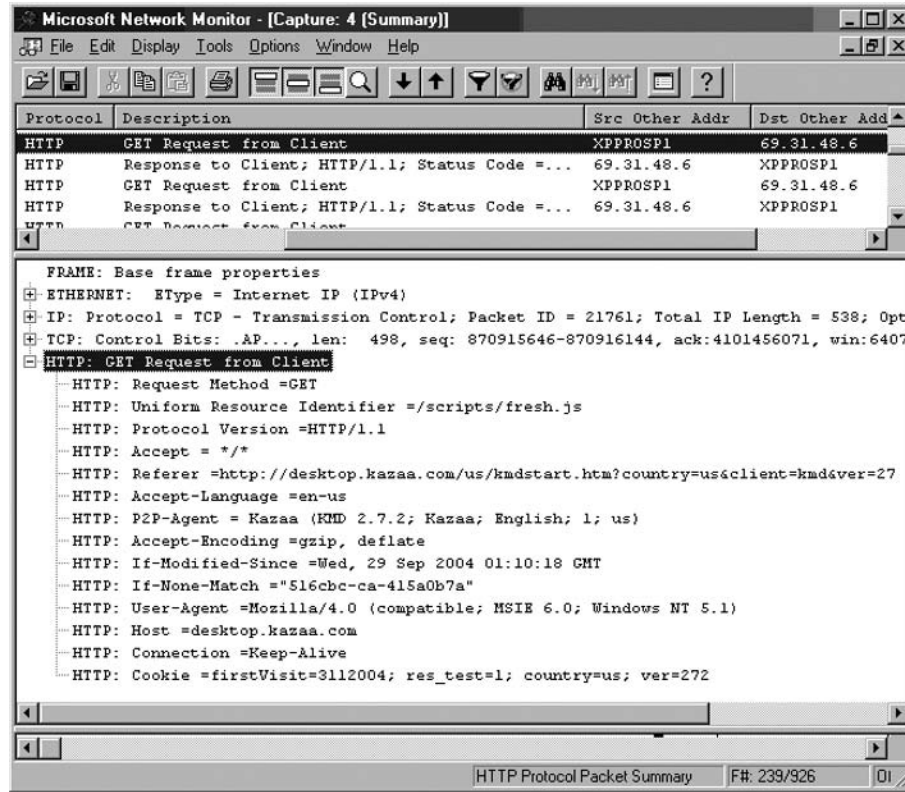 Microsoft Network Monitor - [Capture: 4 (Summary)]
File Edit Display Tools Options Window Help
Protocol Description Src Other Addr Dst Other Add
HTTP GET Request from Client XPPROSP1 69.31.48.6
HTTP Response to Client; HTTP/1.1; Status Code =... 69.31.48.6 XPPROSP1
HTTP GET Request from Client XPPROSP1 69.31.48.6
HTTP Response to Client; HTTP/1.1; Status Code =... 69.31.48.6 XPPROSP1
HTTP GET Request from Client
FRAME: Base frame properties
ETHERNET: EType = Internet IP (IPv4)
IP: Protocol = TCP - Transmission Control; Packet ID = 21761; Total IP Length = 538; Opt
TCP: Control Bits: .AP..., len: 498, seq: 870915646-870916144, ack:4101456071, win:6407
HTTP: GET Request from Client
HTTP: Request Method =GET
HTTP: Uniform Resource Identifier =/scripts/fresh.js
HTTP: Protocol Version =HTTP/1.1
HTTP: Accept = */*
HTTP: Referer =http://desktop.kazaa.com/us/kmdstart.htm?country=us&client=kmd&ver=27
HTTP: Accept-Language =en-us
HTTP: P2P-Agent = Kazaa (KMD 2.7.2; Kazaa; English; 1; us)
HTTP: Accept-Encoding =gzip, deflate
HTTP: If-Modified-Since =Wed, 29 Sep 2004 01:10:18 GMT
HTTP: If-None-Match ="516cbc-ca-415a0b7a"
HTTP: User-Agent =Mozilla/4.0 (compatible; MSIE 6.0; Windows NT 5.1)
HTTP: Host =desktop.kazaa.com
HTTP: Connection =Keep-Alive
HTTP: Cookie =firstVisit=3112004; res_test=1; country=us; ver=272
HTTP Protocol Packet Summary F#: 239/926